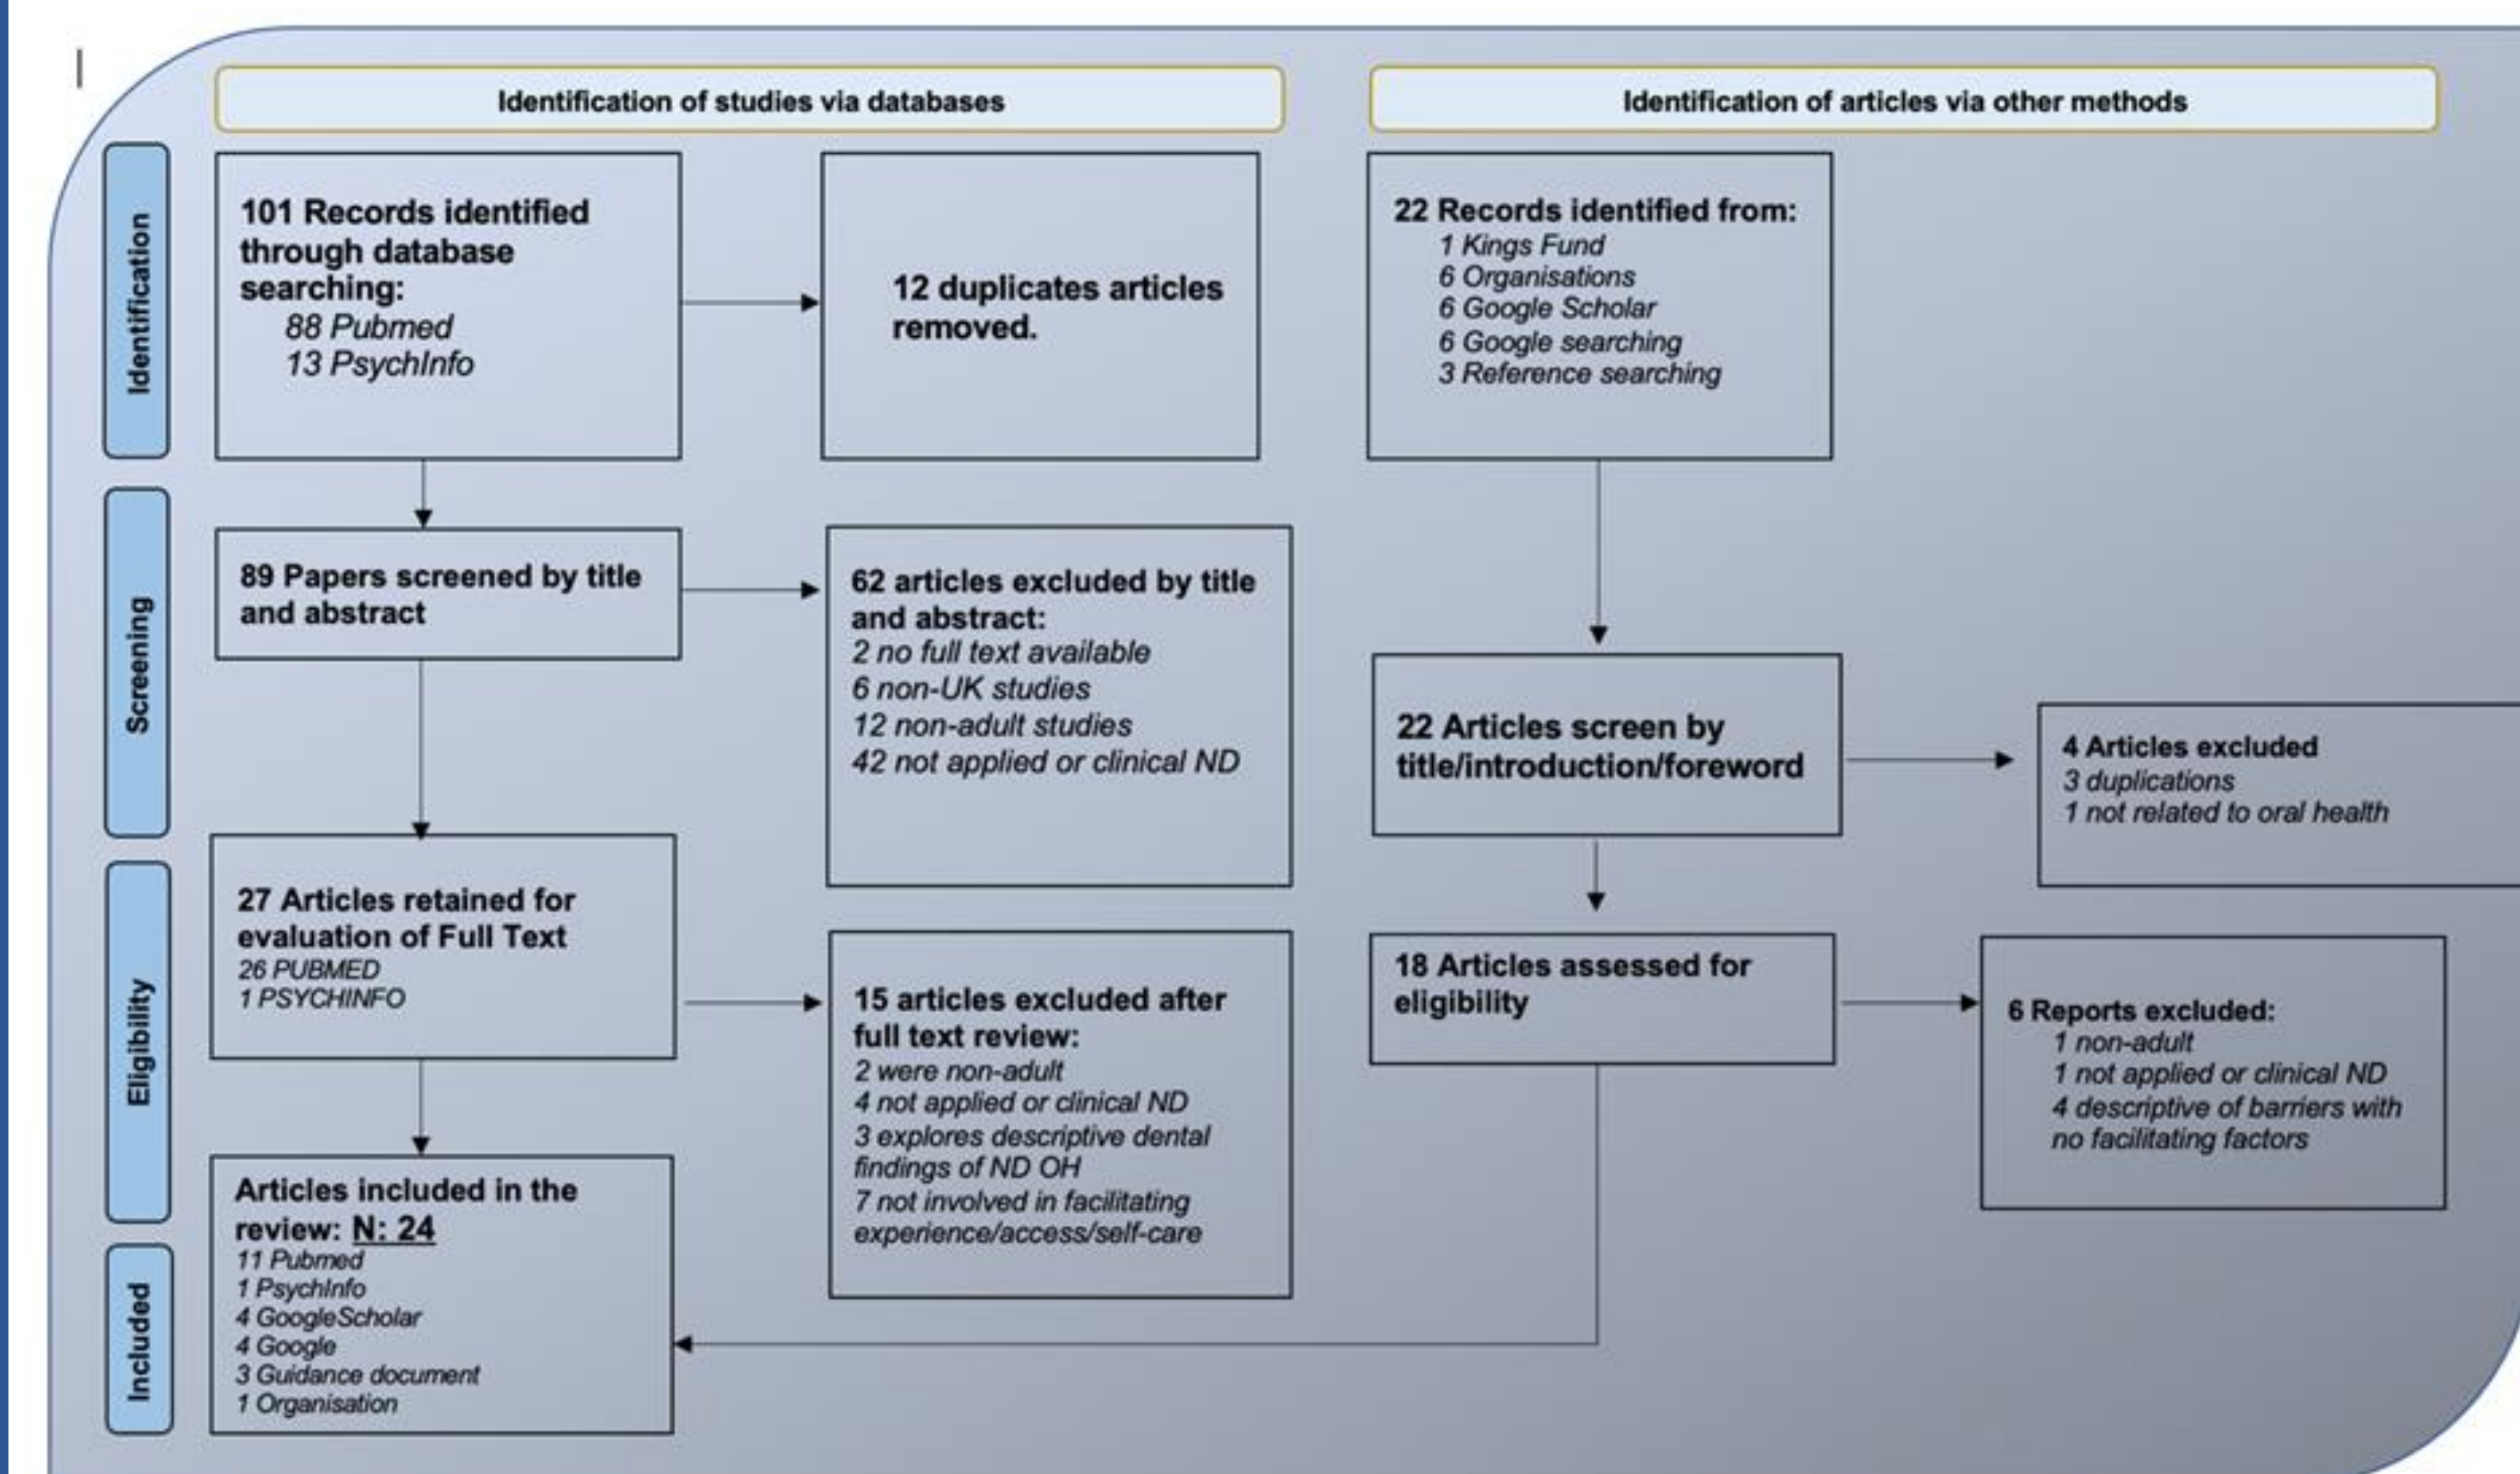 Identification of studies via databases
Identification of articles via other methods
Identification
101 Records identified
through database
searching:
88 Pubmed
13 PsychInfo
12 duplicates articles
removed.
22 Records identified from:
1 Kings Fund
6 Organisations
6 Google Scholar
6 Google searching
3 Reference searching
Screening
89 Papers screened by title
and abstract
62 articles excluded by title
and abstract:
2 no full text available
6 non-UK studies
12 non-adult studies
42 not applied or clinical ND
22 Articles screen by
title/introduction/foreword
4 Articles excluded
3 duplications
1 not related to oral health
Eligibility
27 Articles retained for
evaluation of Full Text
26 PUBMED
1 PSYCHINFO
15 articles excluded after
full text review:
2 were non-adult
4 not applied or clinical ND
3 explores descriptive dental
findings of ND OH
7 not involved in facilitating
experience/access/self-care
18 Articles assessed for
eligibility
6 Reports excluded:
1 non-adult
1 not applied or clinical ND
4 descriptive of barriers with
no facilitating factors
Included
Articles included in the
review: N: 24
11 Pubmed
1 PsychInfo
4 GoogleScholar
4 Google
3 Guidance document
1 Organisation